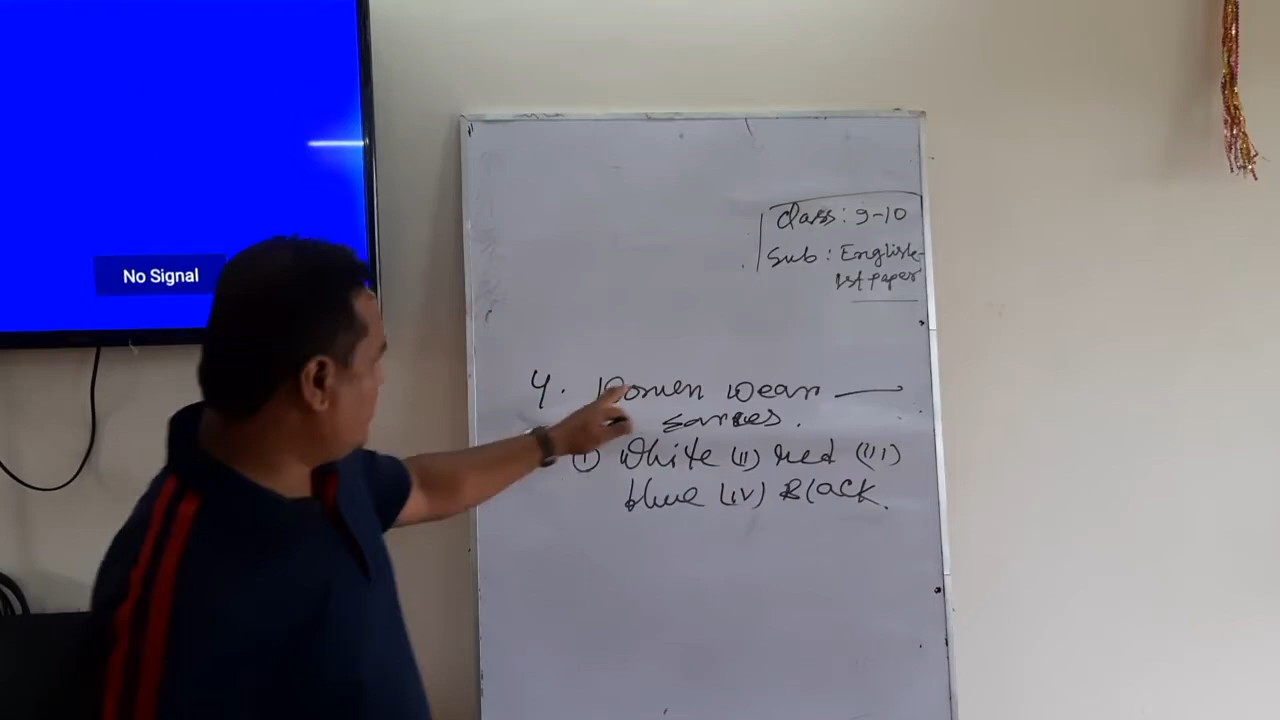 No Signal
Class: 9-10
Sub: English
1st paper
4. Women wear ——
sarees.
(i) White (ii) red (iii)
blue (iv) Black.